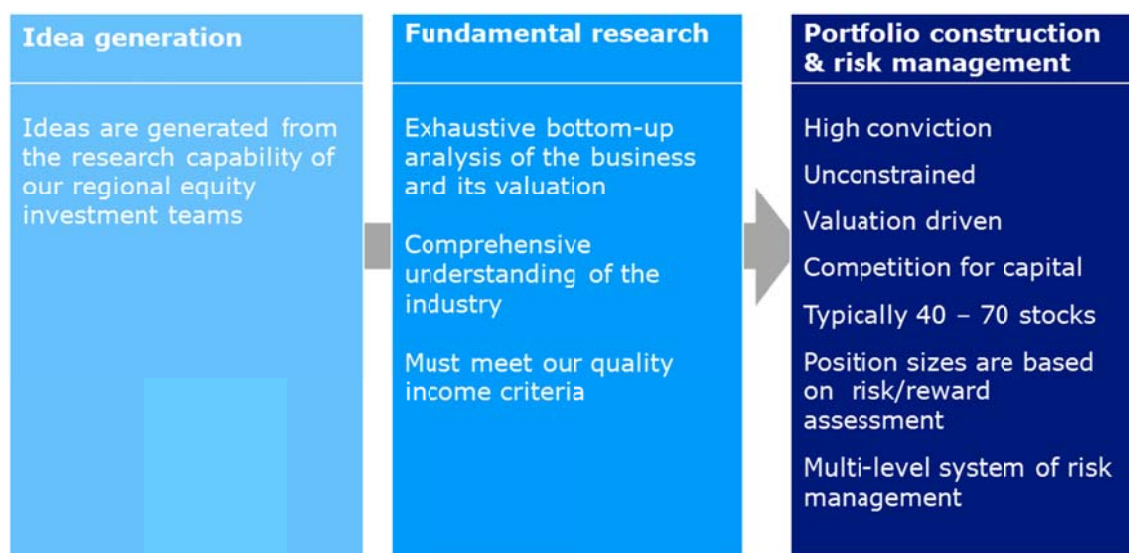 Idea generation
Ideas are generated from
the research capability of
our regional equity
investment teams
Fundamental research
Exhaustive bottom-up
analysis of the business
and its valuation
Comprehensive
understanding of the
industry
Must meet our quality
income criteria
Portfolio construction
& risk management
High conviction
Unconstrained
Valuation driven
Competition for capital
Typically 40 – 70 stocks
Position sizes are based
on risk/reward
assessment
Multi-level system of risk
management